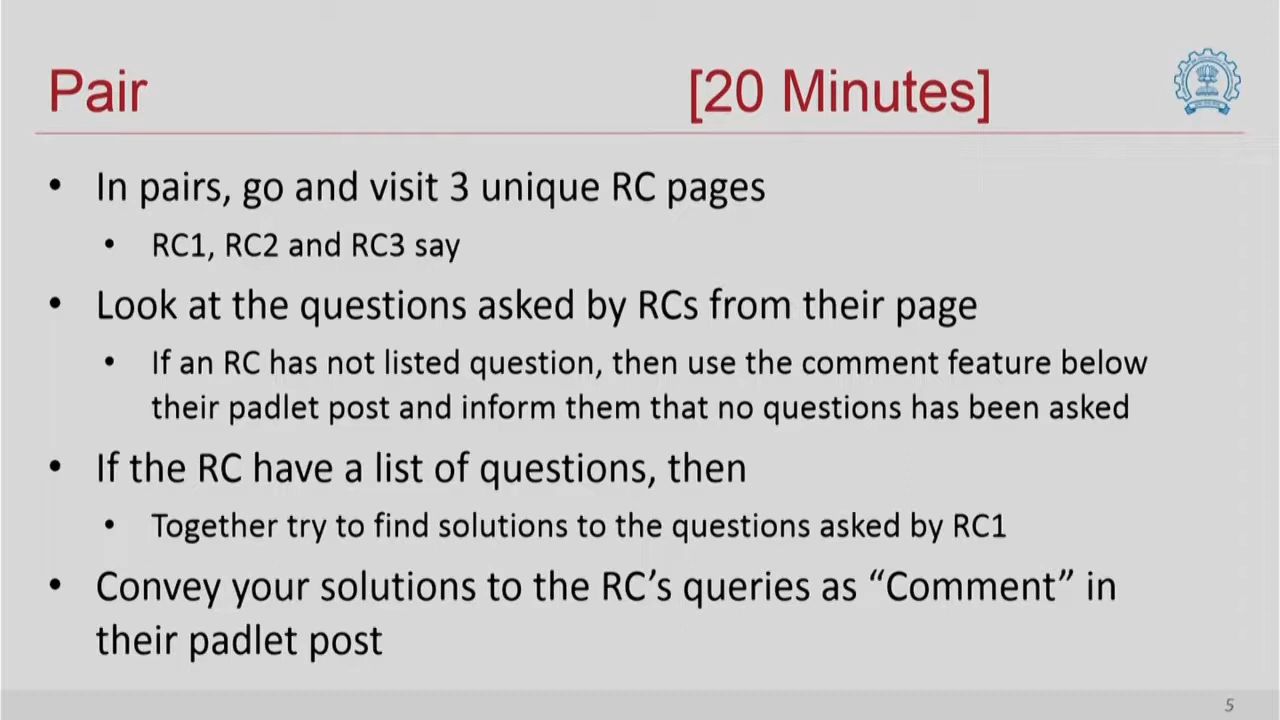 Pair [20 Minutes]
• In pairs, go and visit 3 unique RC pages
• RC1, RC2 and RC3 say
• Look at the questions asked by RCs from their page
• If an RC has not listed question, then use the comment feature below
their padlet post and inform them that no questions has been asked
• If the RC have a list of questions, then
• Together try to find solutions to the questions asked by RC1
• Convey your solutions to the RC’s queries as “Comment” in
their padlet post
5